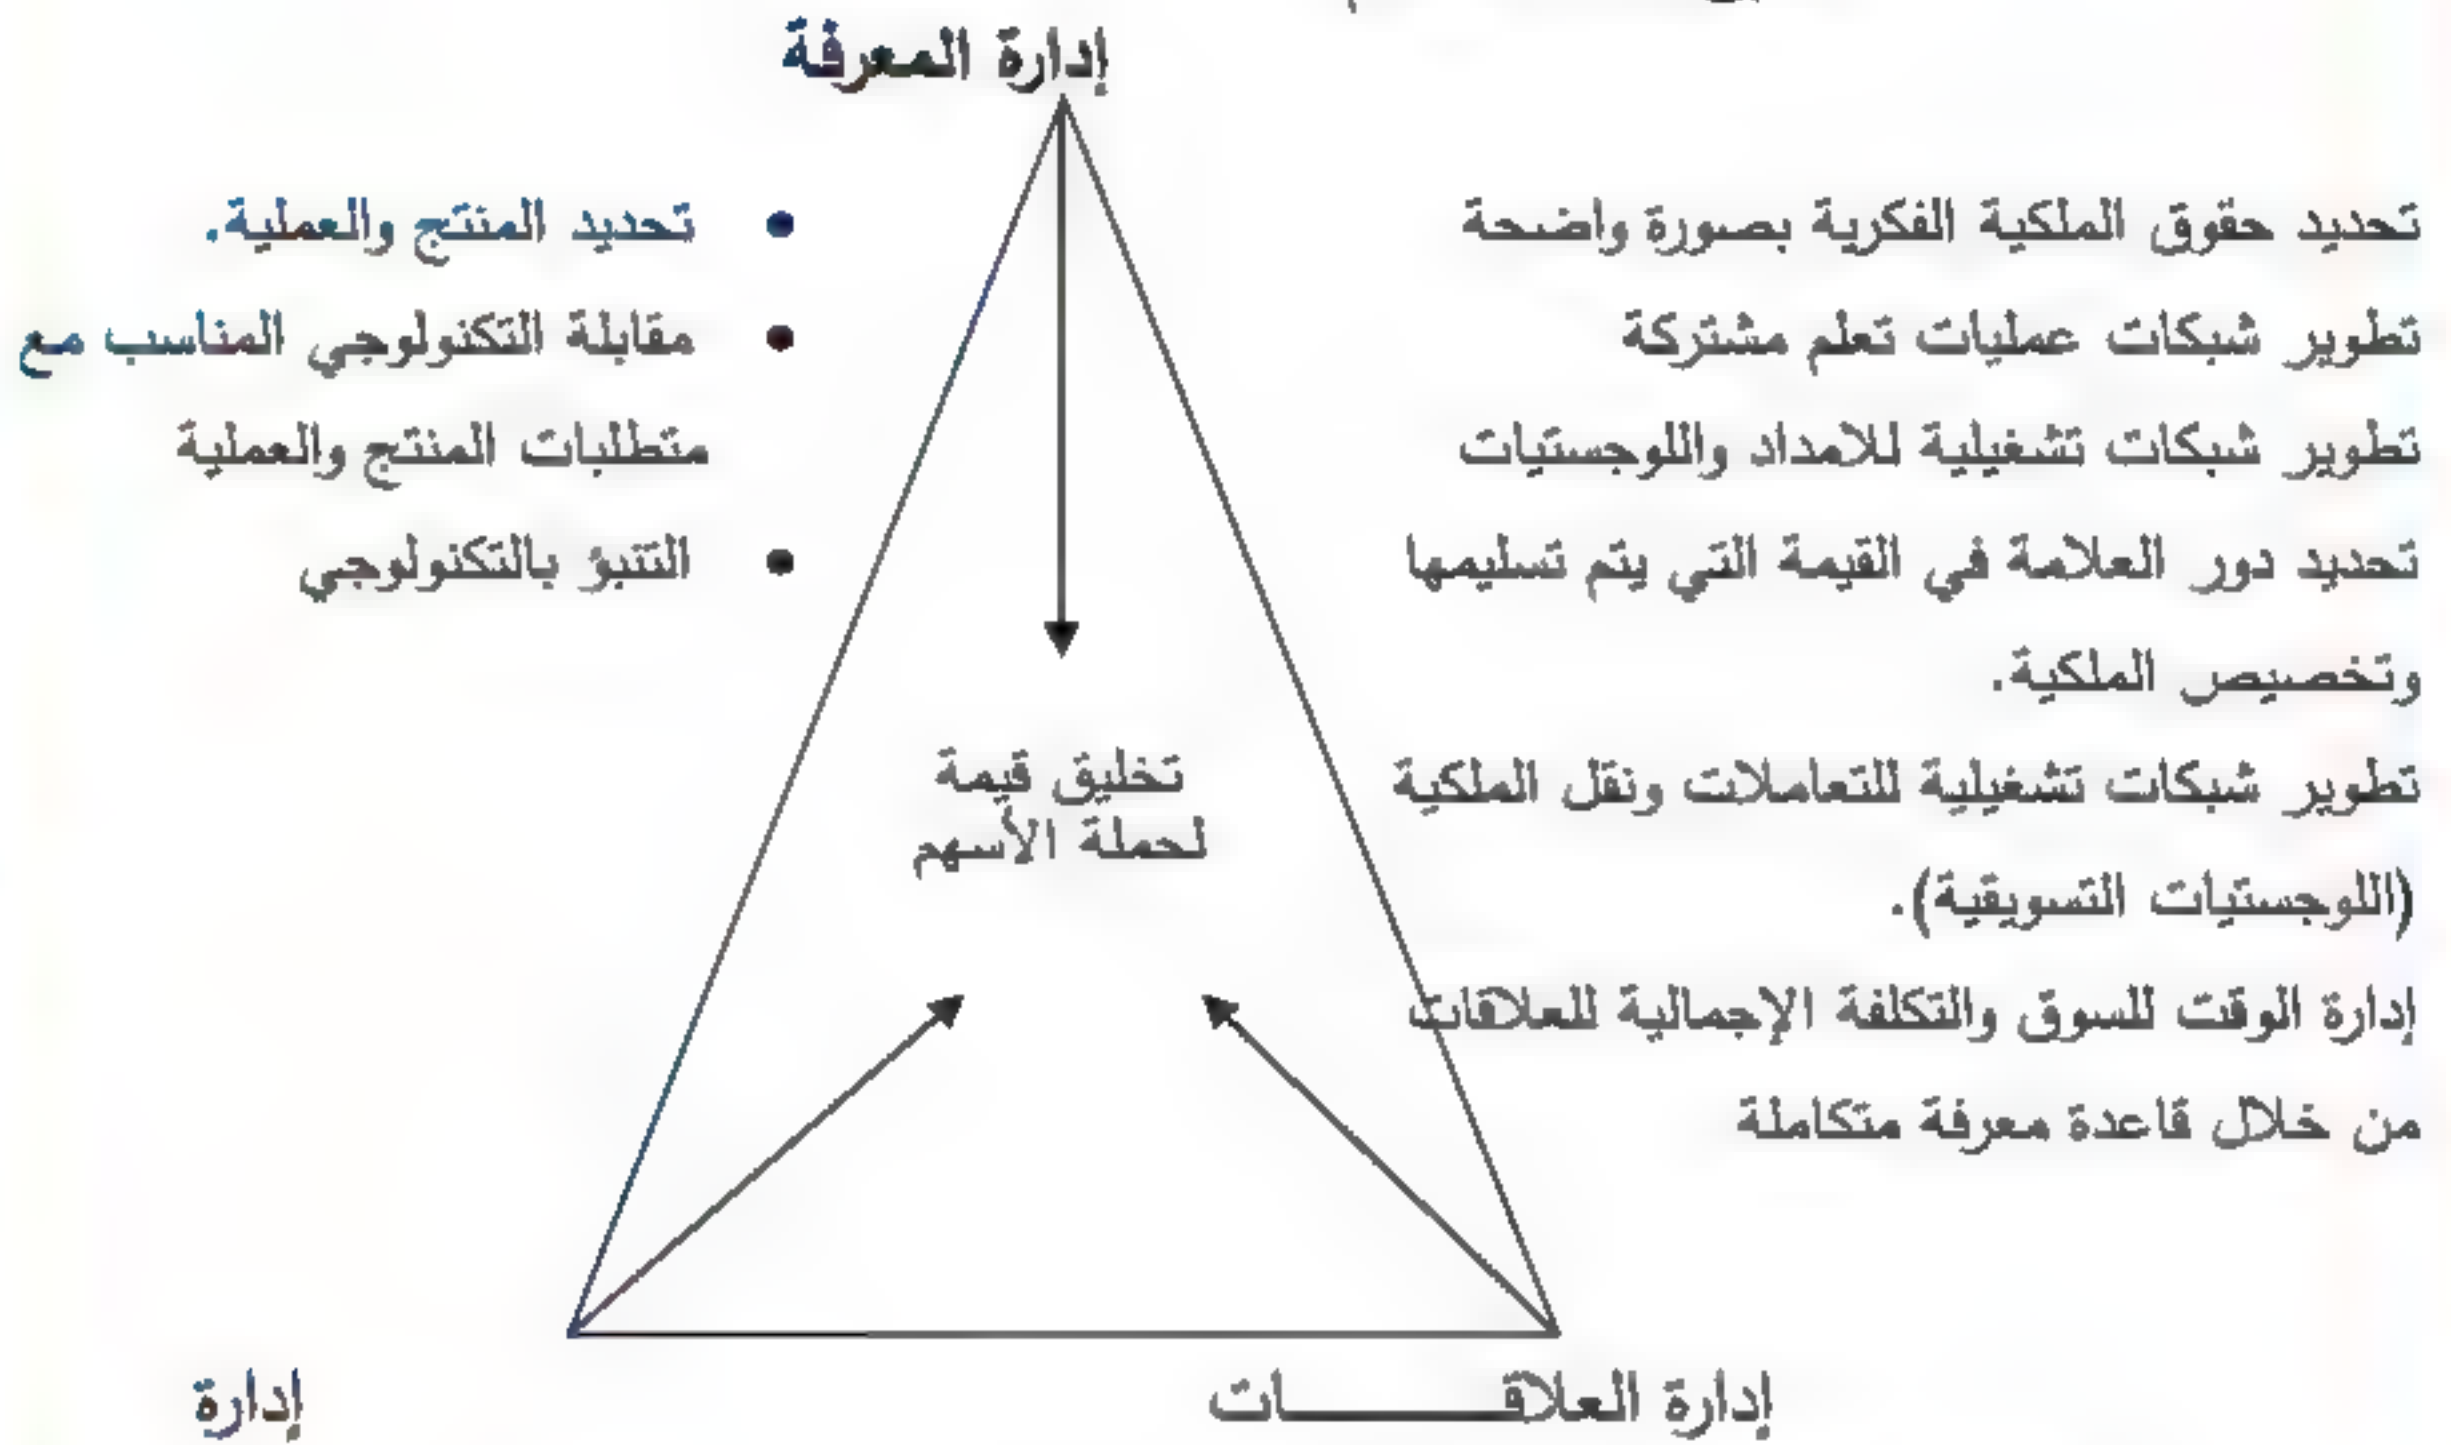 إدارة المعرفة
تحديد حقوق الملكية الفكرية بصورة واضحة
تطوير شبكات عمليات تعلم مشتركة
تطوير شبكات تشغيلية للامداد واللوجستيات
تحديد دور العلامة في القيمة التي يتم تسليمها
وتخصيص الملكية.
تطوير شبكات تشغيلية للتعاملات ونقل الملكية
(اللوجستيات التسويقية).
إدارة الوقت للسوق والتكلفة الإجمالية للعلاقات
من خلال قاعدة معرفة متكاملة
• تحديد المنتج والعملية.
• مقابلة التكنولوجي المناسب مع
متطلبات المنتج والعملية
• التنبؤ بالتكنولوجي
تخليق قيمة
لحملة الأسهم
إدارة العلاقـــــــات
إدارة